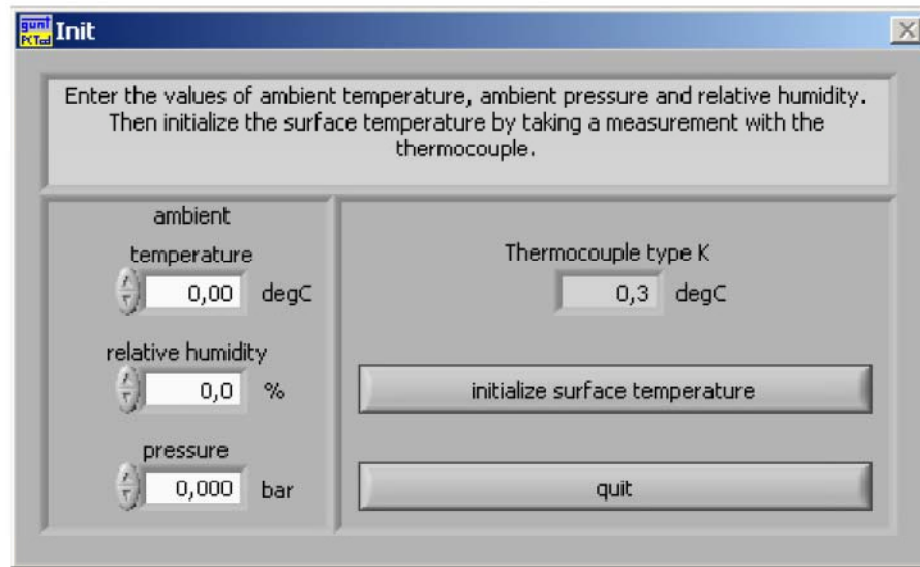 gunt
Init
Enter the values of ambient temperature, ambient pressure and relative humidity.
Then initialize the surface temperature by taking a measurement with the
thermocouple.
ambient
temperature
0,00 degC
relative humidity
0,0 %
pressure
0,000 bar
Thermocouple type K
0,3 degC
initialize surface temperature
quit